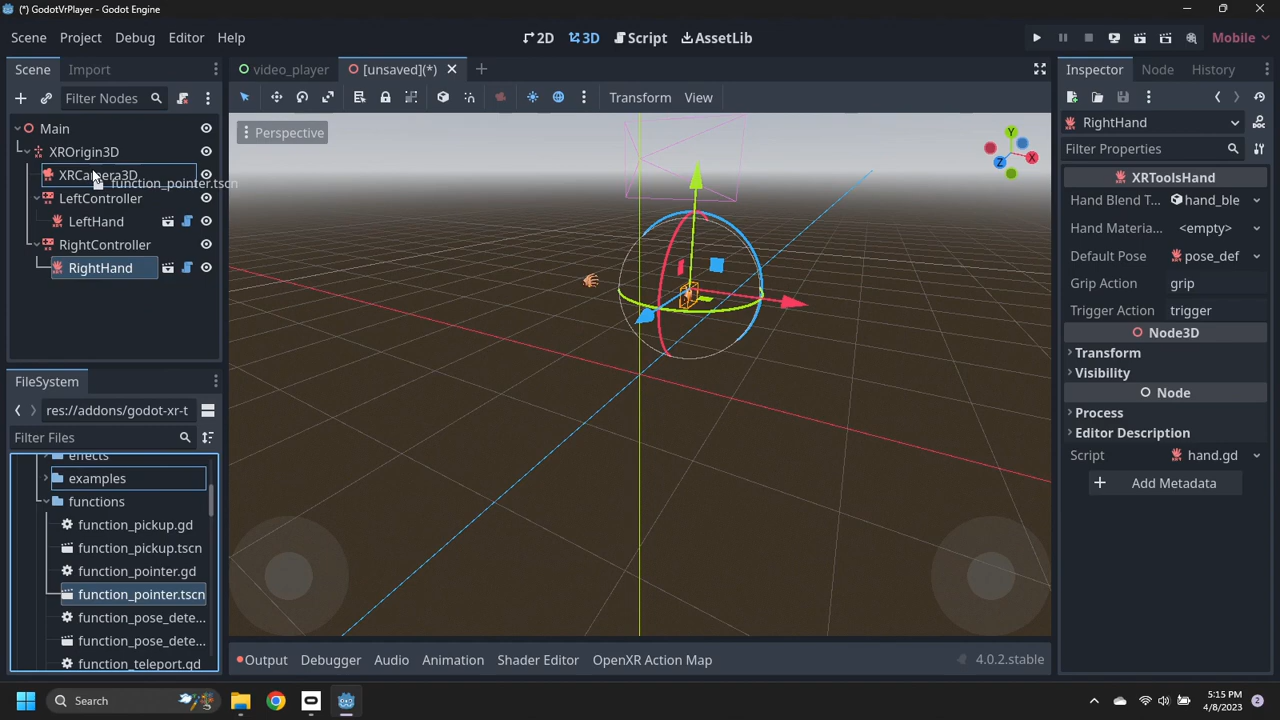 (*) GodotVrPlayer - Godot Engine
Scene Project Debug Editor Help
2D 3D Script AssetLib
Mobile
Scene Import
video_player [unsaved](*)
Inspector Node History
Filter Nodes
Transform View
Main
XROrigin3D
XRCamera3D
function_pointer.tscn
LeftController
LeftHand
RightController
RightHand
Perspective
Y
X
Z
RightHand
Filter Properties
XRToolsHand
Hand Blend T... hand_ble
Hand Materia... <empty>
Default Pose pose_def
Grip Action grip
Trigger Action trigger
Node3D
Transform
Visibility
Node
Process
Editor Description
Script hand.gd
Add Metadata
FileSystem
res://addons/godot-xr-t
Filter Files
effects
examples
functions
function_pickup.gd
function_pickup.tscn
function_pointer.gd
function_pointer.tscn
function_pose_dete...
function_pose_dete...
function_teleport.gd
Output Debugger Audio Animation Shader Editor OpenXR Action Map
4.0.2.stable
Search
5:15 PM
4/8/2023
2